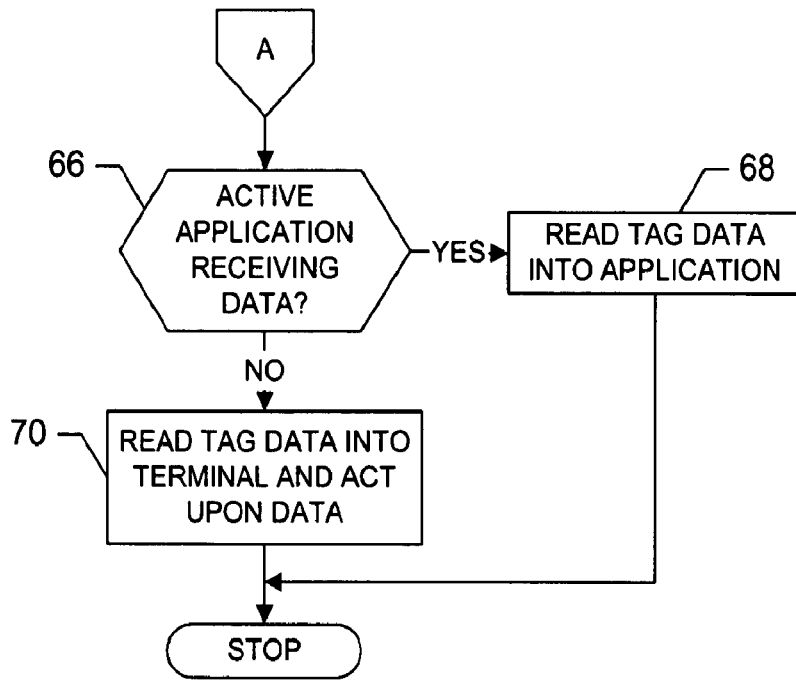 A
66
ACTIVE
APPLICATION
RECEIVING
DATA?
YES
68
READ TAG DATA
INTO APPLICATION
NO
70
READ TAG DATA INTO
TERMINAL AND ACT
UPON DATA
STOP